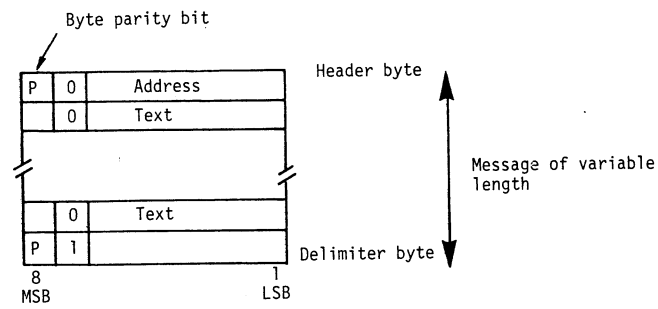 Byte parity bit
P 0 Address
Header byte
0 Text
Message of variable
length
0 Text
P 1
Delimiter byte
8 1
MSB LSB